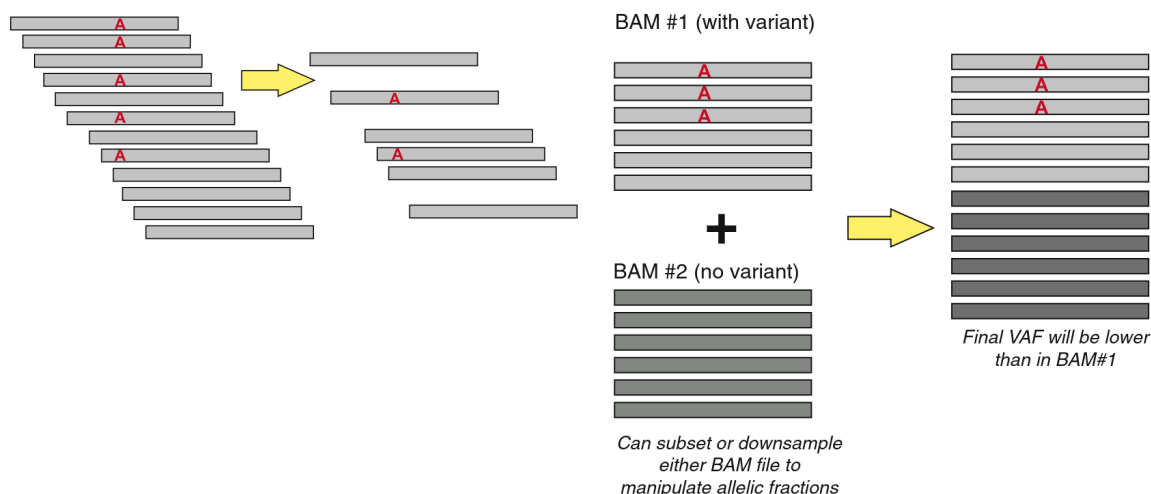 A
A
A
A
A
A
A
BAM #1 (with variant)
A
A
A
+
BAM #2 (no variant)
Can subset or downsample
either BAM file to
manipulate allelic fractions
A
A
A
Final VAF will be lower
than in BAM#1